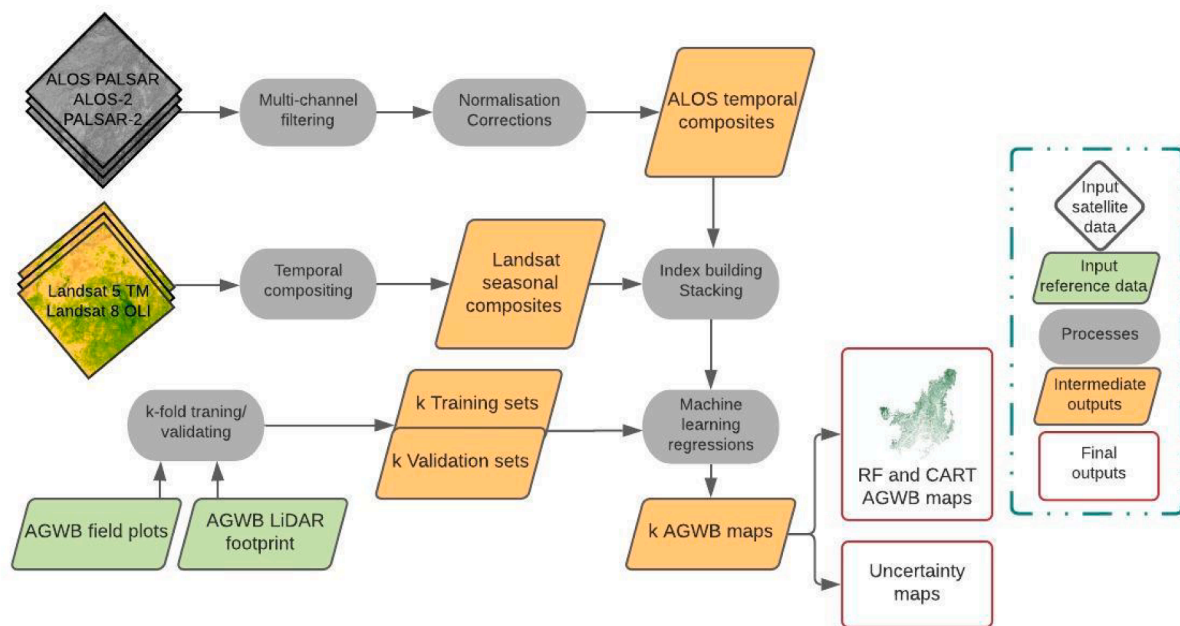 ALOS PALSAR
ALOS-2
PALSAR-2
Multi-channel
filtering
Normalisation
Corrections
ALOS temporal
composites
Landsat 5 TM
Landsat 8 OLI
Temporal
compositing
Landsat
seasonal
composites
Index building
Stacking
k-fold traning/
validating
k Training sets
k Validation sets
Machine
learning
regressions
AGWB field plots
AGWB LiDAR
footprint
k AGWB maps
RF and CART
AGWB maps
Uncertainty
maps
Input
satellite
data
Input
reference data
Processes
Intermediate
outputs
Final
outputs